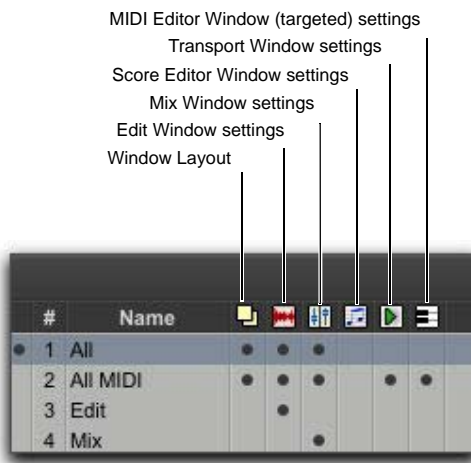 MIDI Editor Window (targeted) settings
Transport Window settings
Score Editor Window settings
Mix Window settings
Edit Window settings
Window Layout
# Name
1 All
2 All MIDI
3 Edit
4 Mix